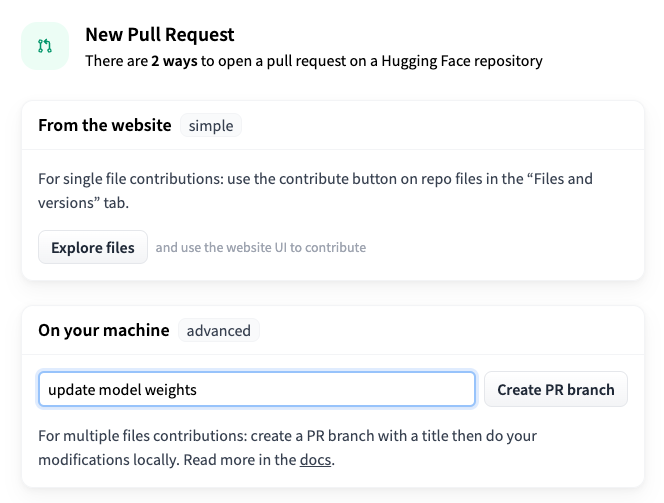 New Pull Request
There are 2 ways to open a pull request on a Hugging Face repository
From the website simple
For single file contributions: use the contribute button on repo files in the “Files and
versions” tab.
Explore files and use the website UI to contribute
On your machine advanced
update model weights Create PR branch
For multiple files contributions: create a PR branch with a title then do your
modifications locally. Read more in the docs.